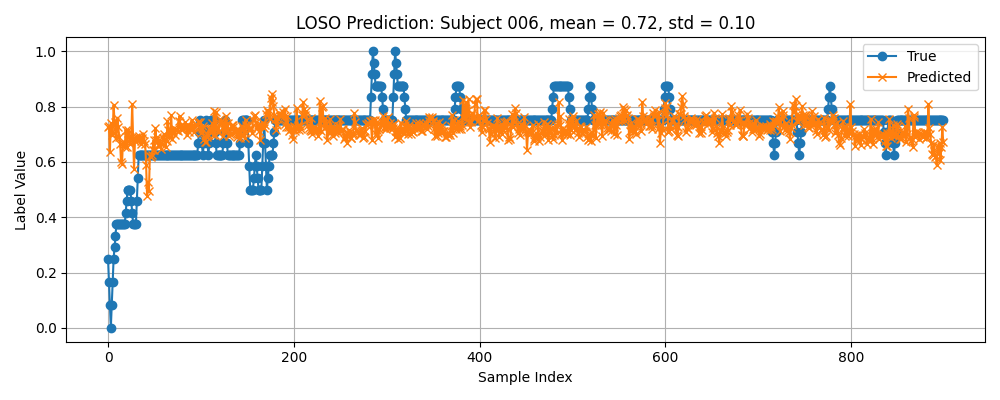 LOSO Prediction: Subject 006, mean = 0.72, std = 0.10
True
Predicted
Label Value
1.0
0.8
0.6
0.4
0.2
0.0
0
200
400
600
800
Sample Index